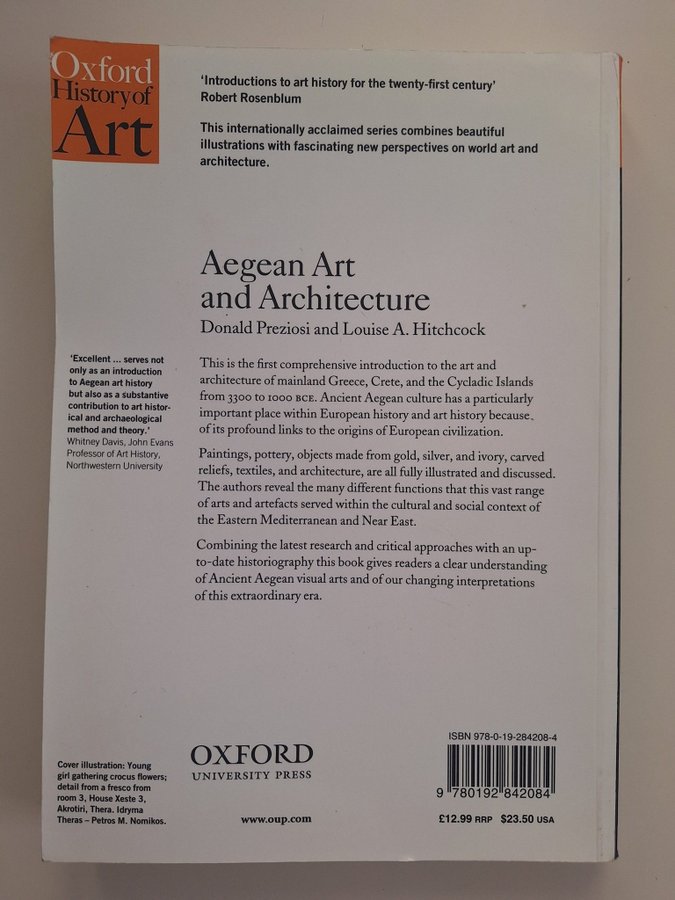 Oxford
History of
Art
'Introductions to art history for the twenty-first century'
Robert Rosenblum
This internationally acclaimed series combines beautiful
illustrations with fascinating new perspectives on world art and
architecture.
Aegean Art
and Architecture
Donald Preziosi and Louise A. Hitchcock
'Excellent ... serves not
only as an introduction
to Aegean art history
but also as a substantive
contribution to art histor-
ical and archaeological
method and theory.'
Whitney Davis, John Evans
Professor of Art History,
Northwestern University
This is the first comprehensive introduction to the art and
architecture of mainland Greece, Crete, and the Cycladic Islands
from 3300 to 1000 BCE. Ancient Aegean culture has a particularly
important place within European history and art history because
of its profound links to the origins of European civilization.
Paintings, pottery, objects made from gold, silver, and ivory, carved
reliefs, textiles, and architecture, are all fully illustrated and discussed.
The authors reveal the many different functions that this vast range
of arts and artefacts served within the cultural and social context of
the Eastern Mediterranean and Near East.
Combining the latest research and critical approaches with an up-
to-date historiography this book gives readers a clear understanding
of Ancient Aegean visual arts and of our changing interpretations
of this extraordinary era.
Cover illustration: Young
girl gathering crocus flowers;
detail from a fresco from
room 3, House Xeste 3,
Akrotiri, Thera. Idryma
Theras – Petros M. Nomikos.
OXFORD
UNIVERSITY PRESS
www.oup.com
ISBN 978-0-19-284208-4
9 780192 842084
£12.99 RRP $23.50 USA